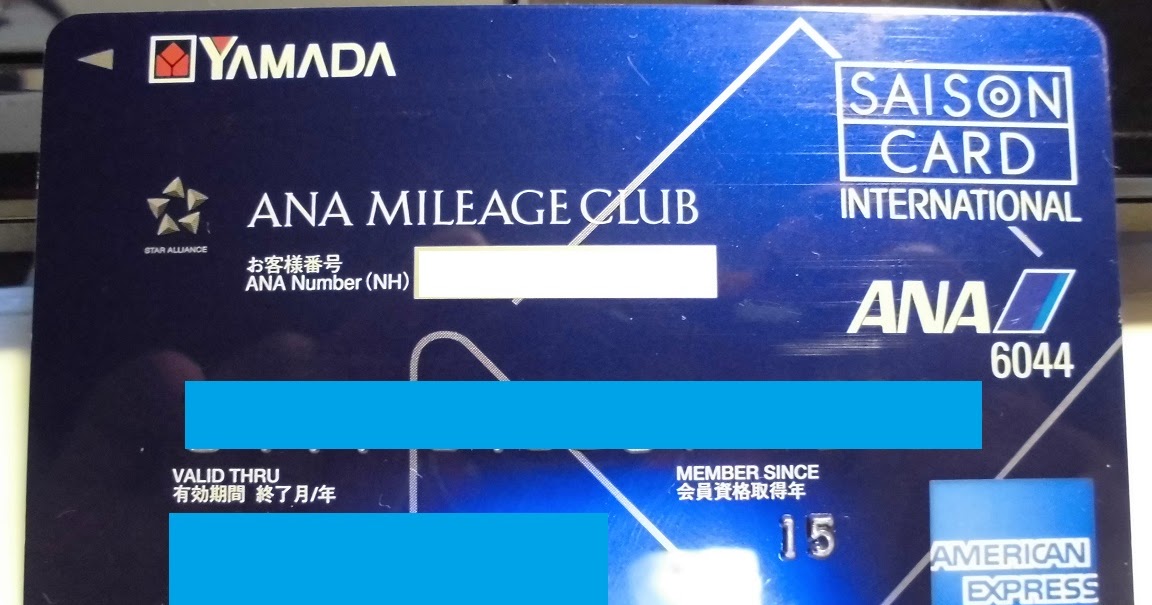 YAMADA
SAISON
CARD
INTERNATIONAL
STAR ALLIANCE
ANA MILEAGE CLUB
お客様番号
ANA Number (NH)
ANA
6044
VALID THRU
有効期間 終了月/年
MEMBER SINCE
会員資格取得年
15
AMERICAN
EXPRESS